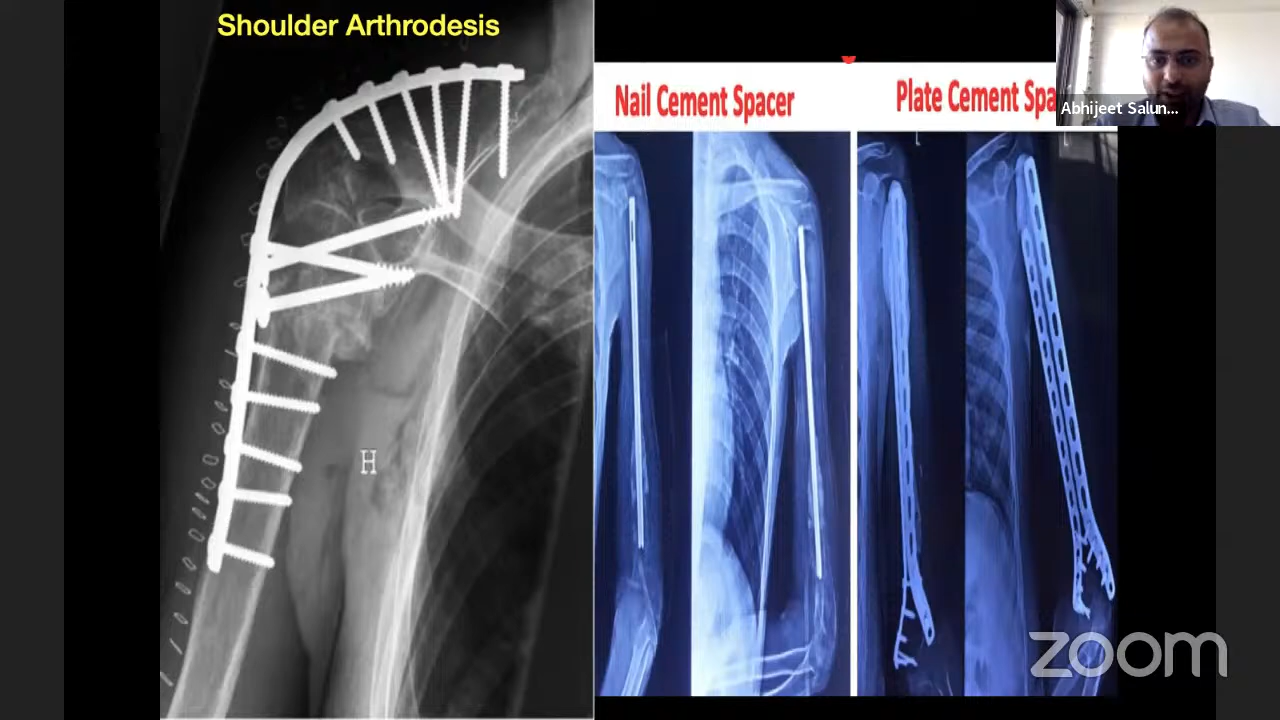 Shoulder Arthrodesis
Nail Cement Spacer
Plate Cement Spa
Abhijeet Salun...
H
zoom